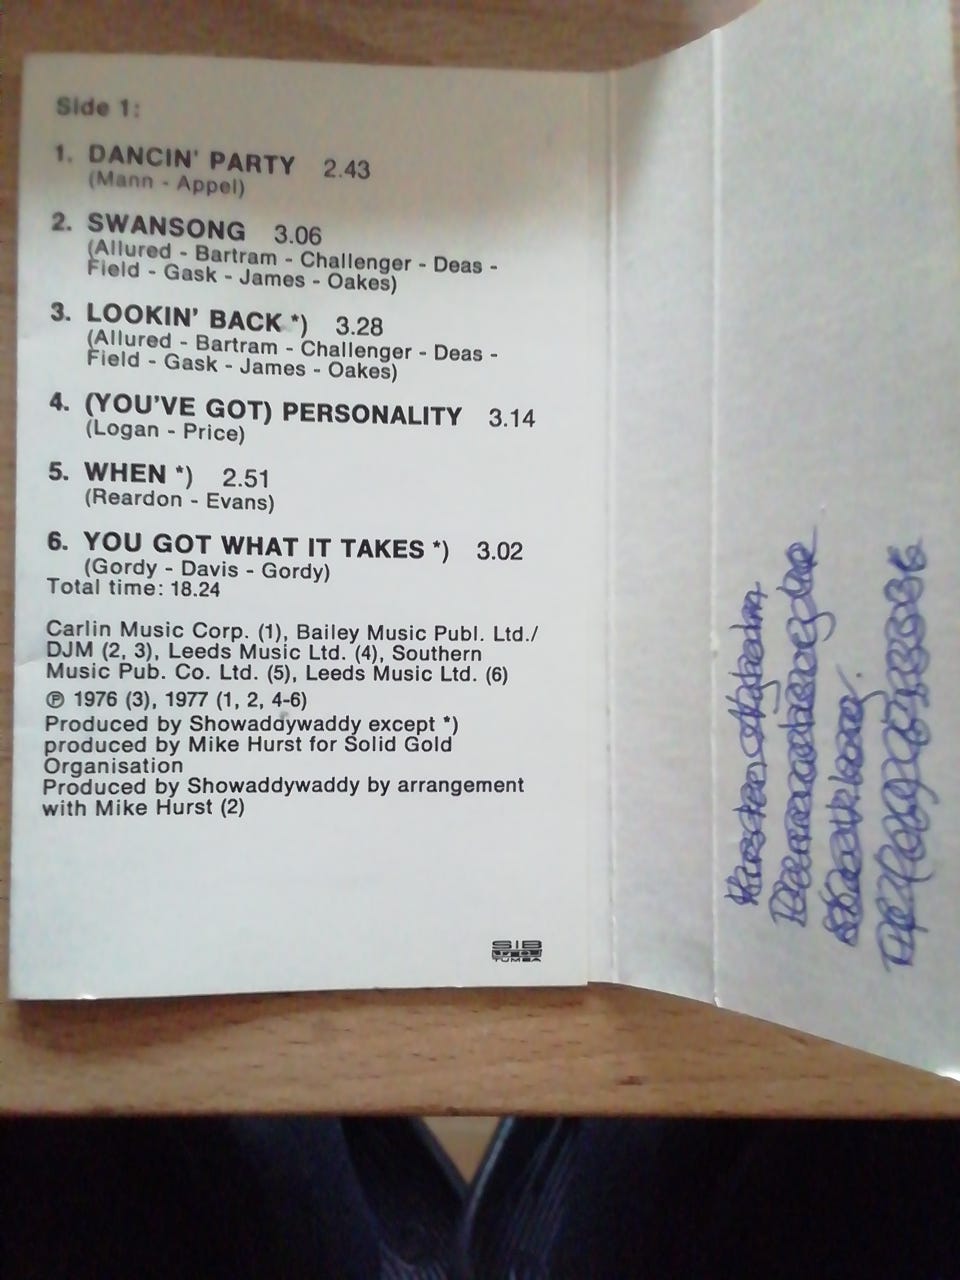 Side 1:
1. DANCIN' PARTY 2.43
(Mann - Appel)
2. SWANSONG 3.06
(Allured - Bartram - Challenger - Deas -
Field - Gask - James - Oakes)
3. LOOKIN' BACK *) 3.28
(Allured - Bartram - Challenger - Deas -
Field - Gask - James - Oakes)
4. (YOU'VE GOT) PERSONALITY 3.14
(Logan - Price)
5. WHEN *) 2.51
(Reardon - Evans)
6. YOU GOT WHAT IT TAKES *) 3.02
(Gordy - Davis - Gordy)
Total time: 18.24
Carlin Music Corp. (1), Bailey Music Publ. Ltd./
DJM (2, 3), Leeds Music Ltd. (4), Southern
Music Pub. Co. Ltd. (5), Leeds Music Ltd. (6)
℗ 1976 (3), 1977 (1, 2, 4-6)
Produced by Showaddywaddy except *)
produced by Mike Hurst for Solid Gold
Organisation
Produced by Showaddywaddy by arrangement
with Mike Hurst (2)
SIB
TUMBA